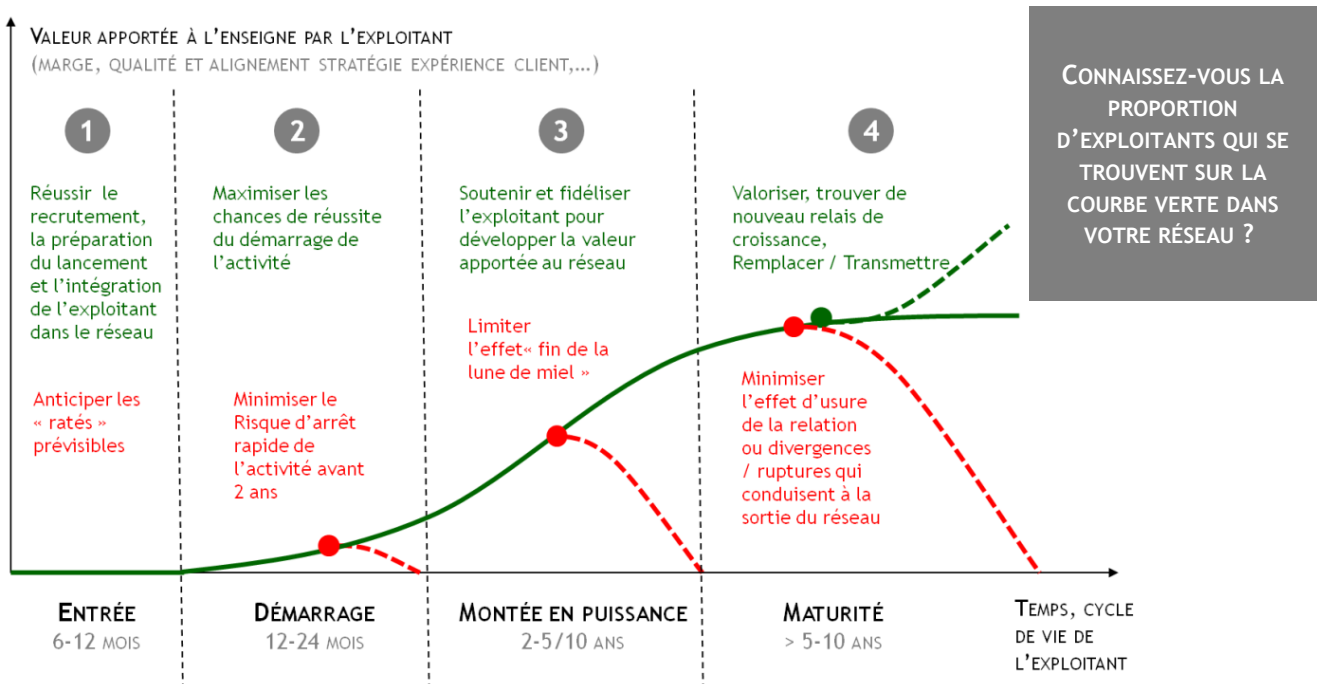 VALEUR APPORTÉE À L'ENSEIGNE PAR L'EXPLOITANT
(MARGE, QUALITÉ ET ALIGNEMENT STRATÉGIE EXPÉRIENCE CLIENT,...)
CONNAISSEZ-VOUS LA
PROPORTION
D'EXPLOITANTS QUI SE
TROUVENT SUR LA
COURBE VERTE DANS
VOTRE RÉSEAU ?
1
Réussir le
recrutement,
la préparation
du lancement
et l'intégration
de l'exploitant
dans le réseau
Anticiper les
« ratés »
prévisibles
2
Maximiser les
chances de réussite
du démarrage de
l'activité
Minimiser le
Risque d'arrêt
rapide de
l'activité avant
2 ans
3
Soutenir et fidéliser
l'exploitant pour
développer la valeur
apportée au réseau
Limiter
l'effet« fin de la
lune de miel »
4
Valoriser, trouver de
nouveau relais de
croissance,
Remplacer / Transmettre
Minimiser
l'effet d'usure
de la relation
ou divergences
/ ruptures qui
conduisent à la
sortie du réseau
ENTRÉE
6-12 MOIS
DÉMARRAGE
12-24 MOIS
MONTÉE EN PUISSANCE
2-5/10 ANS
MATURITÉ
> 5-10 ANS
TEMPS, CYCLE
DE VIE DE
L'EXPLOITANT